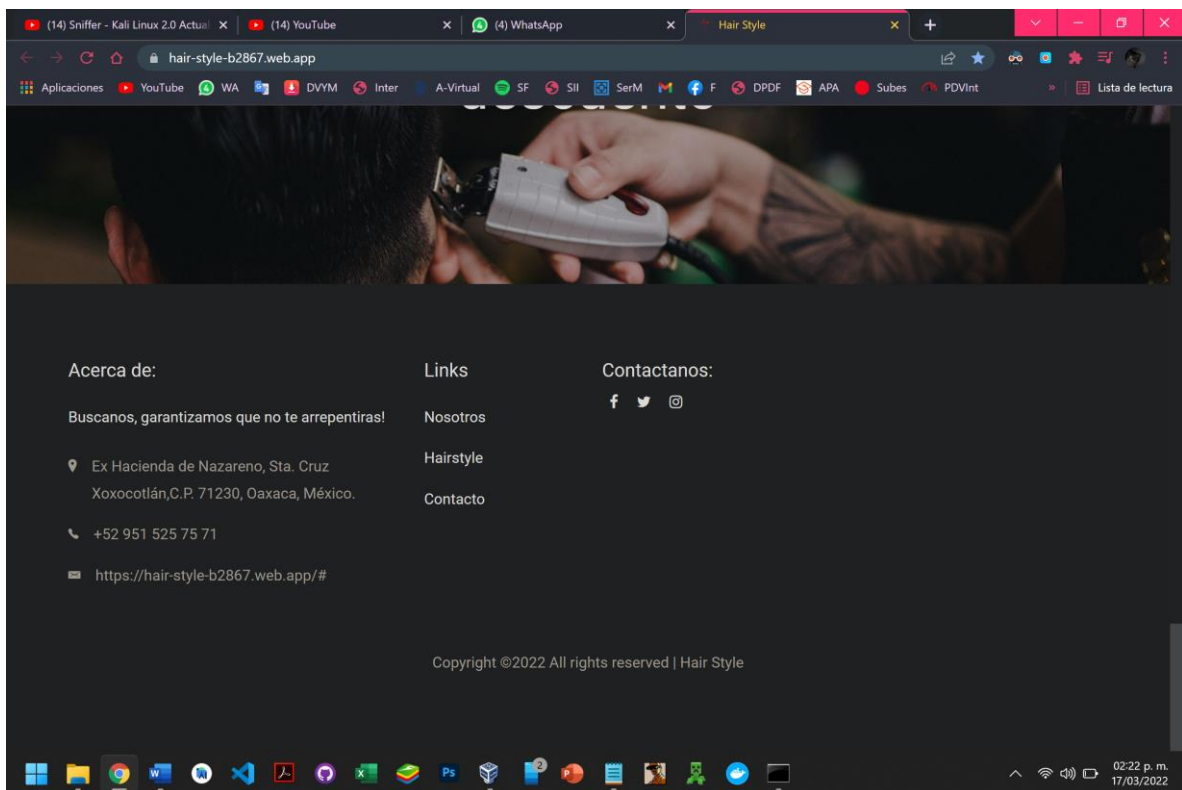 (14) Sniffer - Kali Linux 2.0 Actual
(14) YouTube
(4) WhatsApp
Hair Style
hair-style-b2867.web.app
Aplicaciones YouTube WA DVYM Inter A-Virtual SF SII SerM F DPDF APA Subes PDVInt » Lista de lectura
descuento
Acerca de:
Buscanos, garantizamos que no te arrepentiras!
Ex Hacienda de Nazareno, Sta. Cruz
Xoxocotlán,C.P. 71230, Oaxaca, México.
+52 951 525 75 71
https://hair-style-b2867.web.app/#
Links
Nosotros
Hairstyle
Contacto
Contactanos:
Copyright ©2022 All rights reserved | Hair Style
Ps
2
02:22 p. m.
17/03/2022